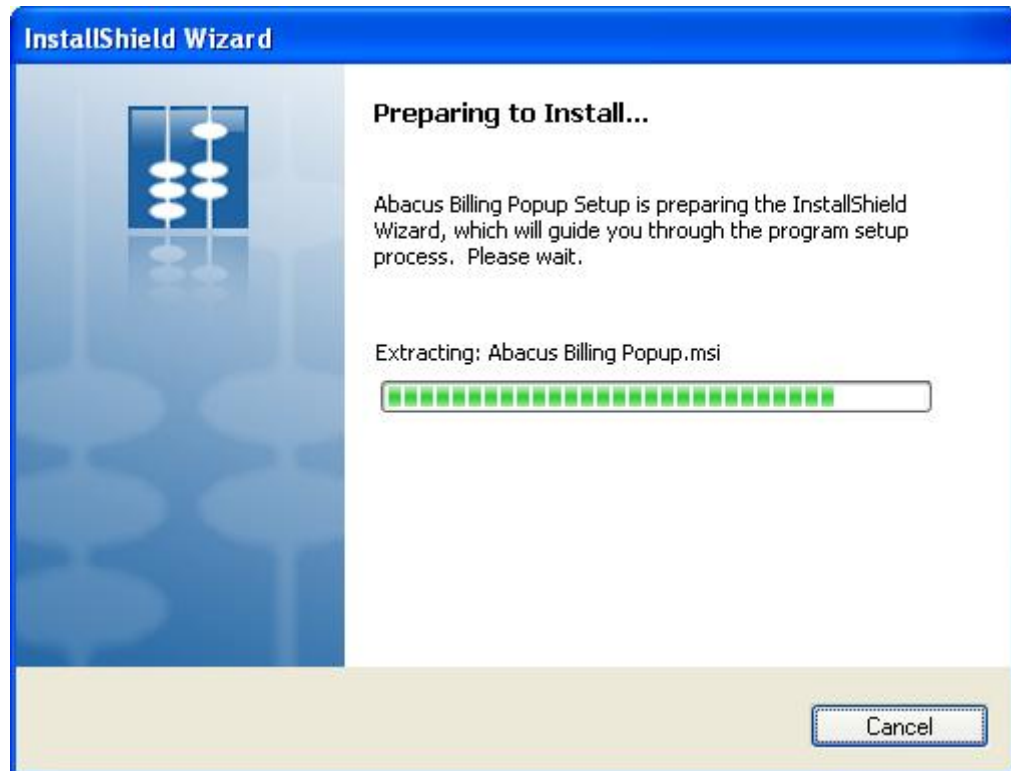 InstallShield Wizard
Preparing to Install...
Abacus Billing Popup Setup is preparing the InstallShield
Wizard, which will guide you through the program setup
process.  Please wait.
Extracting: Abacus Billing Popup.msi
Cancel